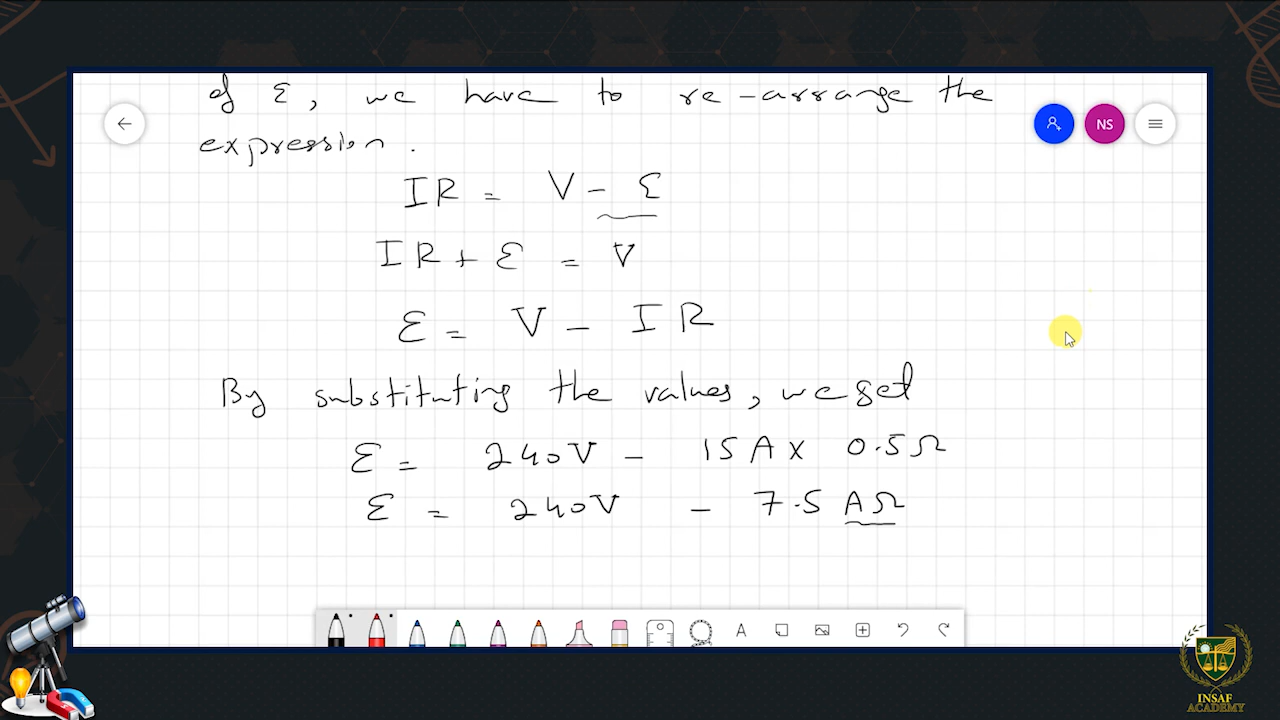 of ε, we have to re-arrange the
NS
expression.
IR = V - ε
IR + ε = V
ε = V - IR
By substituting the values, we get
ε = 240V - 15A × 0.5Ω
ε = 240V - 7.5 AΩ
A
INSAF
ACADEMY